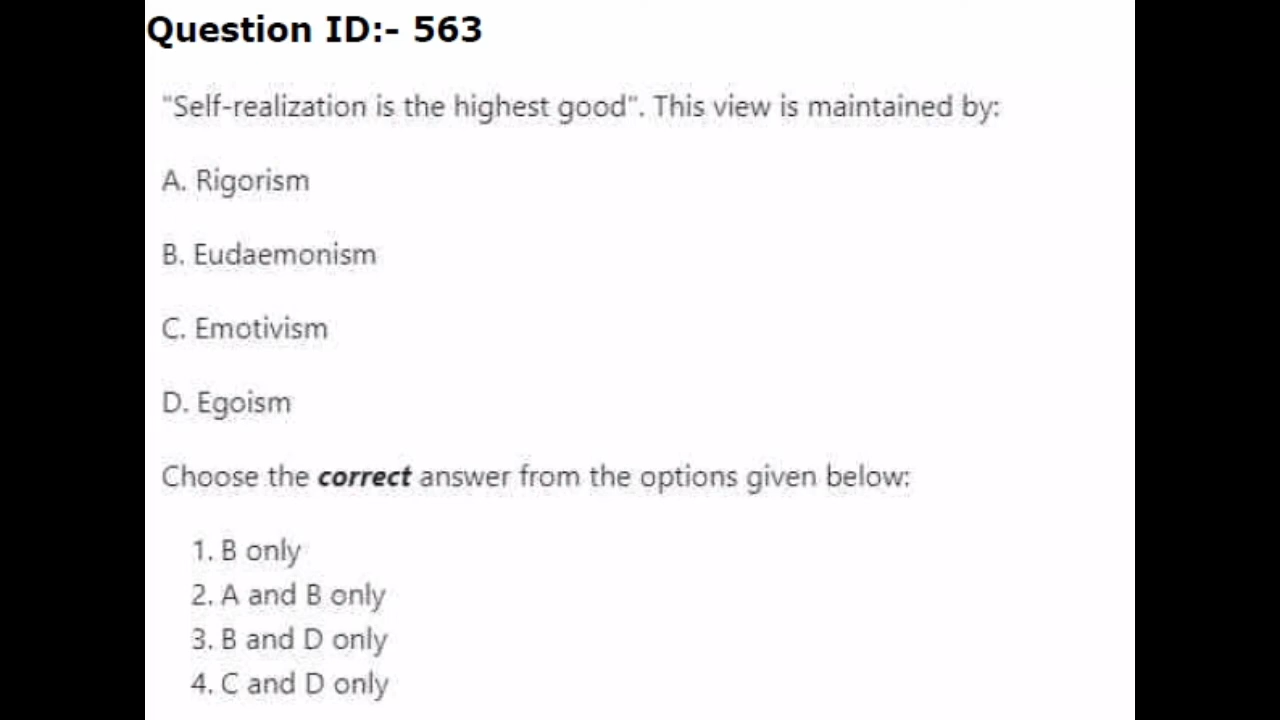 Question ID:- 563
"Self-realization is the highest good". This view is maintained by:
A. Rigorism
B. Eudaemonism
C. Emotivism
D. Egoism
Choose the correct answer from the options given below:
1. B only
2. A and B only
3. B and D only
4. C and D only